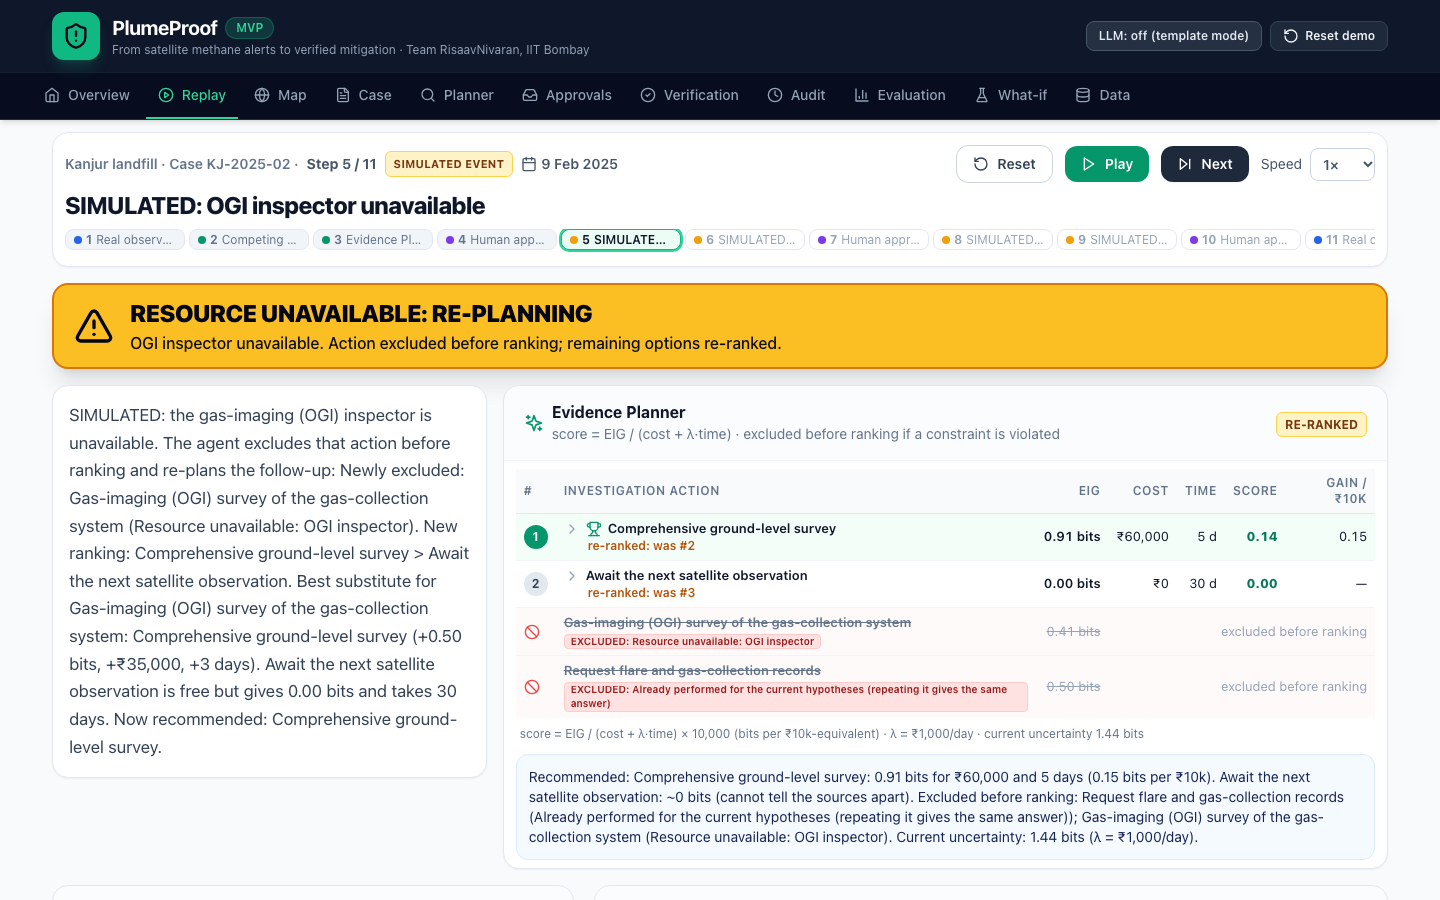 PlumeProof MVP
From satellite methane alerts to verified mitigation · Team RisaavNivaran, IIT Bombay
LLM: off (template mode)
Reset demo
Overview
Replay
Map
Case
Planner
Approvals
Verification
Audit
Evaluation
What-if
Data
Kanjur landfill · Case KJ-2025-02 · Step 5 / 11 SIMULATED EVENT 9 Feb 2025
Reset
Play
Next
Speed 1×
SIMULATED: OGI inspector unavailable
1 Real observ...
2 Competing ...
3 Evidence Pl...
4 Human app...
5 SIMULATE...
6 SIMULATED...
7 Human appr...
8 SIMULATED...
9 SIMULATED...
10 Human ap...
11 Real
RESOURCE UNAVAILABLE: RE-PLANNING
OGI inspector unavailable. Action excluded before ranking; remaining options re-ranked.
SIMULATED: the gas-imaging (OGI) inspector is
unavailable. The agent excludes that action before
ranking and re-plans the follow-up: Newly excluded:
Gas-imaging (OGI) survey of the gas-collection
system (Resource unavailable: OGI inspector). New
ranking: Comprehensive ground-level survey > Await
the next satellite observation. Best substitute for
Gas-imaging (OGI) survey of the gas-collection
system: Comprehensive ground-level survey (+0.50
bits, +₹35,000, +3 days). Await the next satellite
observation is free but gives 0.00 bits and takes 30
days. Now recommended: Comprehensive ground-
level survey.
Evidence Planner
score = EIG / (cost + λ·time) · excluded before ranking if a constraint is violated
RE-RANKED
# INVESTIGATION ACTION EIG COST TIME SCORE GAIN /
₹10K
1 Comprehensive ground-level survey 0.91 bits ₹60,000 5 d 0.14 0.15
re-ranked: was #2
2 Await the next satellite observation 0.00 bits ₹0 30 d 0.00 —
re-ranked: was #3
Gas-imaging (OGI) survey of the gas-collection system 0.41 bits excluded before ranking
EXCLUDED: Resource unavailable: OGI inspector
Request flare and gas-collection records 0.50 bits excluded before ranking
EXCLUDED: Already performed for the current hypotheses (repeating it gives the same
answer)
score = EIG / (cost + λ·time) × 10,000 (bits per ₹10k-equivalent) · λ = ₹1,000/day · current uncertainty 1.44 bits
Recommended: Comprehensive ground-level survey: 0.91 bits for ₹60,000 and 5 days (0.15 bits per ₹10k). Await the next
satellite observation: ~0 bits (cannot tell the sources apart). Excluded before ranking: Request flare and gas-collection records
(Already performed for the current hypotheses (repeating it gives the same answer)); Gas-imaging (OGI) survey of the gas-
collection system (Resource unavailable: OGI inspector). Current uncertainty: 1.44 bits (λ = ₹1,000/day).